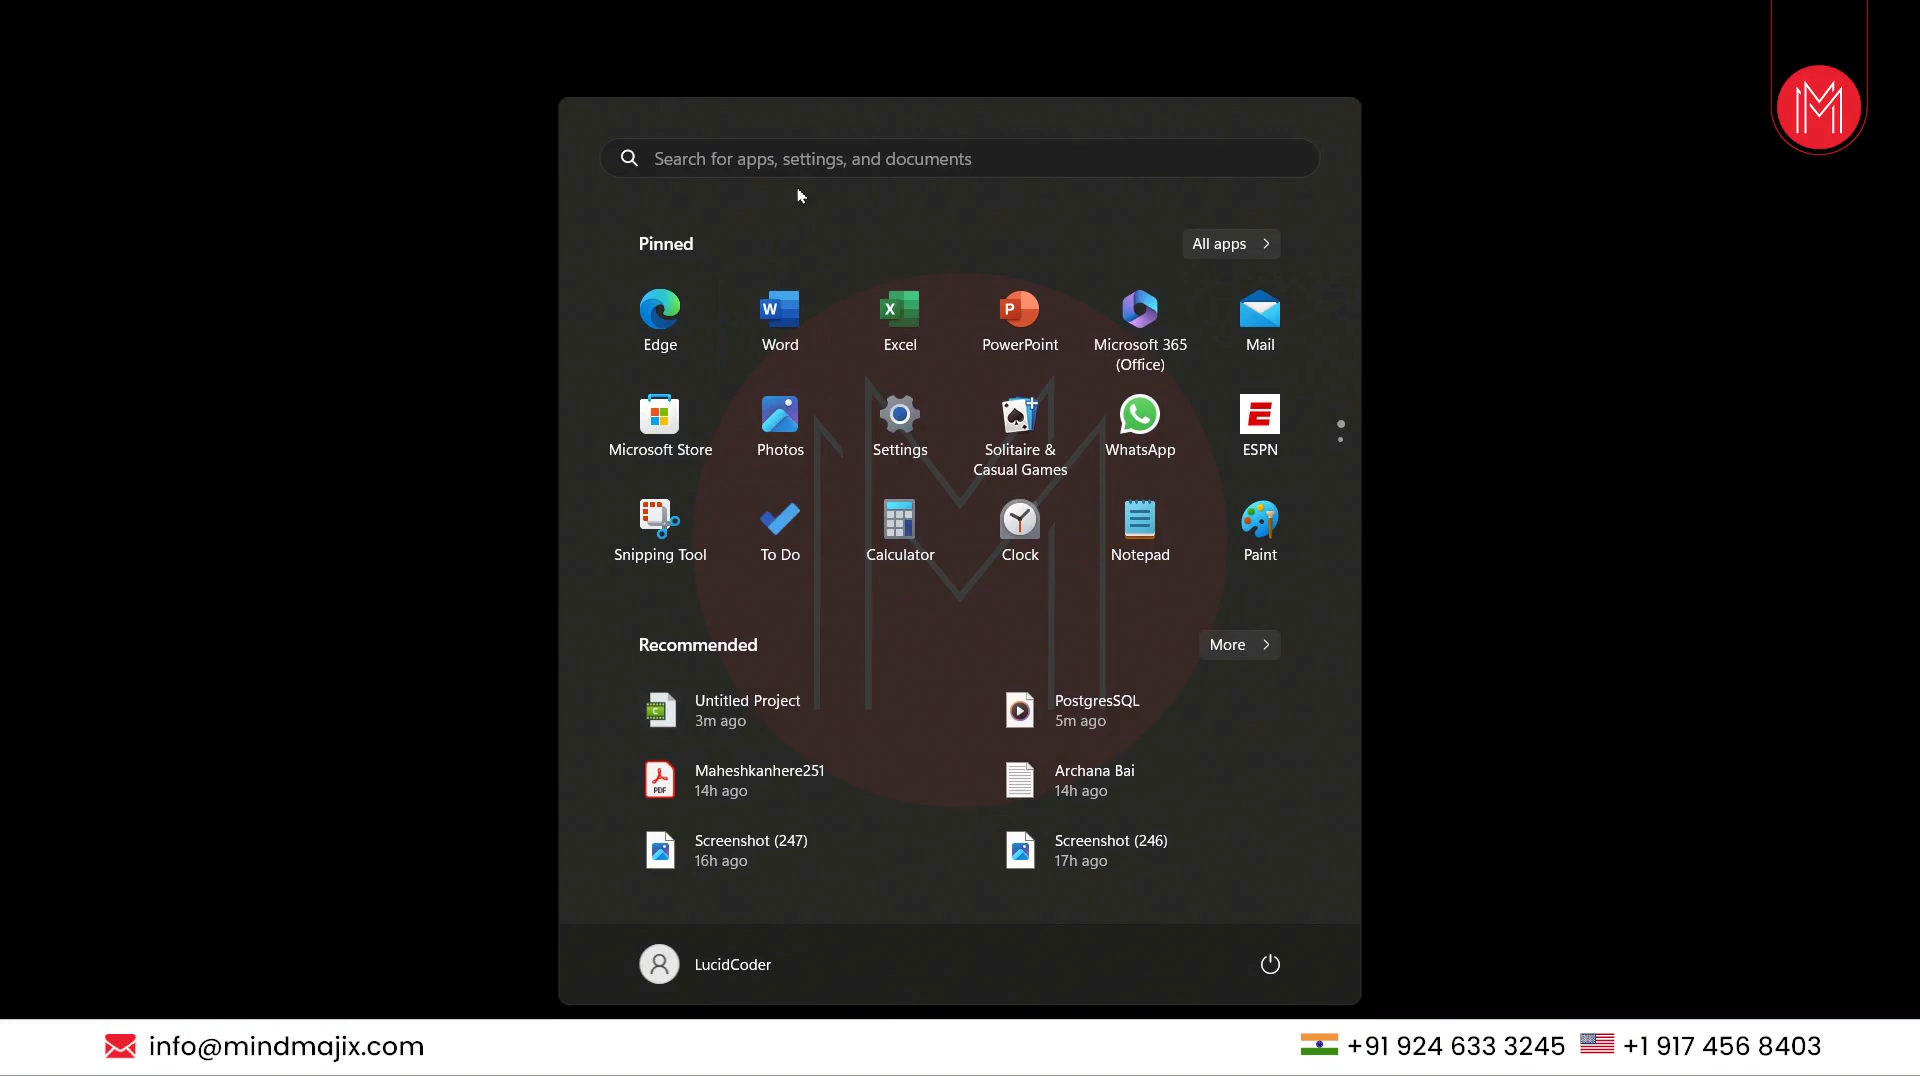 Search for apps, settings, and documents
Pinned
All apps
Edge
Word
Excel
PowerPoint
Microsoft 365
(Office)
Mail
Microsoft Store
Photos
Settings
Solitaire &
Casual Games
WhatsApp
ESPN
Snipping Tool
To Do
Calculator
Clock
Notepad
Paint
Recommended
More
Untitled Project
3m ago
PostgresSQL
5m ago
Maheshkanhere251
14h ago
Archana Bai
14h ago
Screenshot (247)
16h ago
Screenshot (246)
17h ago
LucidCoder
info@mindmajix.com
+91 924 633 3245
+1 917 456 8403